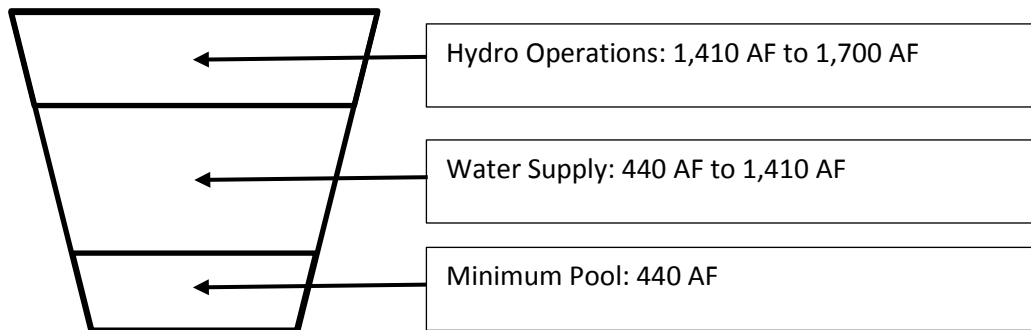 Hydro Operations: 1,410 AF to 1,700 AF
Water Supply: 440 AF to 1,410 AF
Minimum Pool: 440 AF